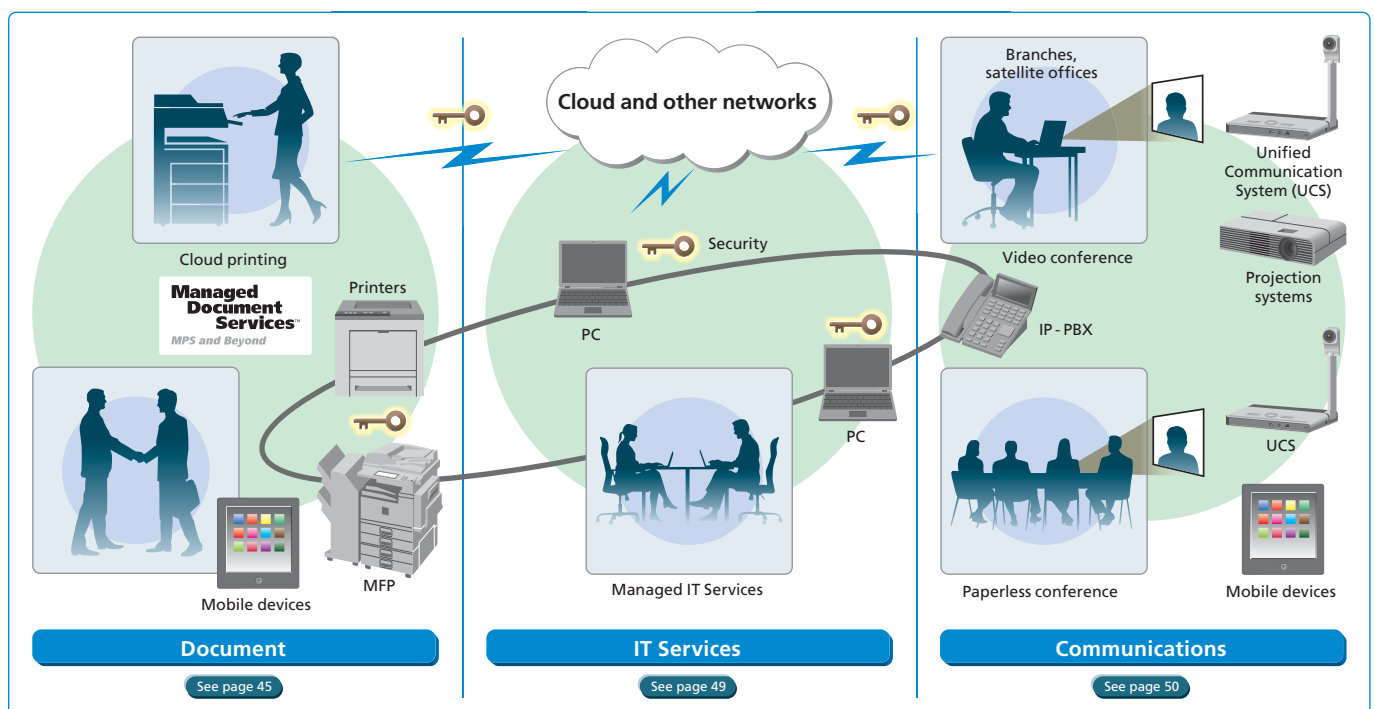 Cloud printing
Managed
Document
Services™
MPS and Beyond
Printers
MFP
Mobile devices
Document
See page 45
Cloud and other networks
Security
PC
PC
Managed IT Services
IT Services
See page 49
Branches,
satellite offices
Video conference
Unified
Communication
System (UCS)
Projection
systems
IP - PBX
UCS
Paperless conference
Mobile devices
Communications
See page 50